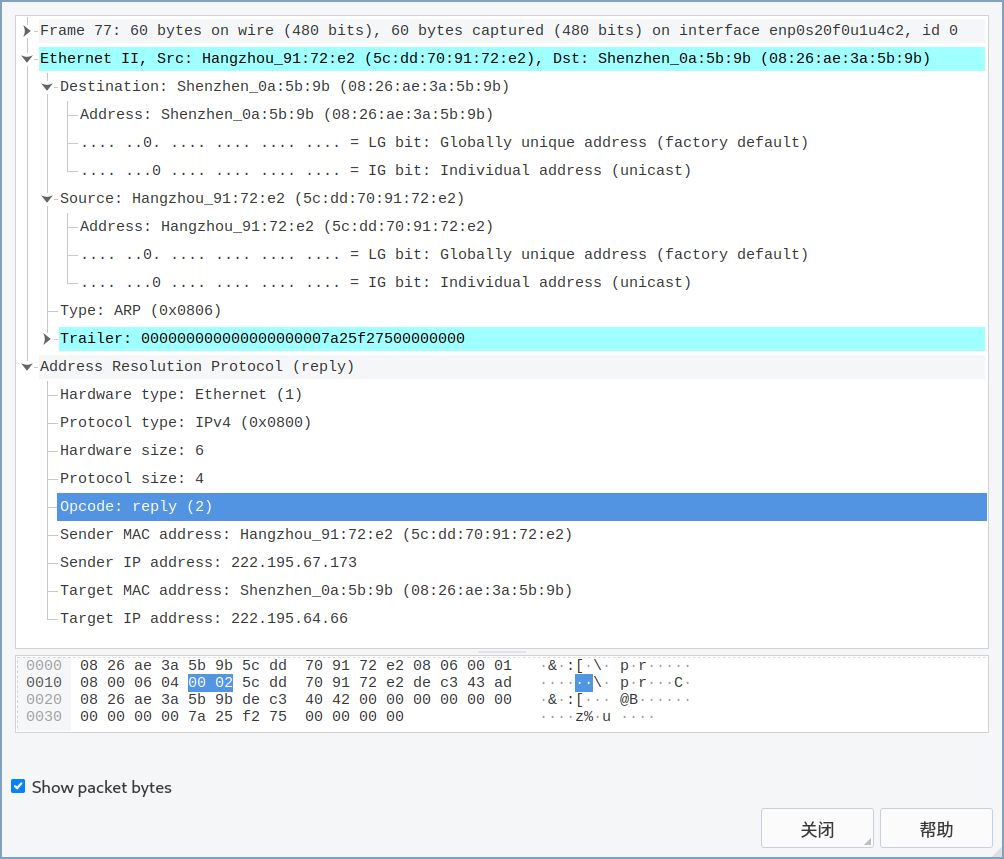 Frame 77: 60 bytes on wire (480 bits), 60 bytes captured (480 bits) on interface enp0s20f0u1u4c2, id 0
Ethernet II, Src: Hangzhou_91:72:e2 (5c:dd:70:91:72:e2), Dst: Shenzhen_0a:5b:9b (08:26:ae:3a:5b:9b)
Destination: Shenzhen_0a:5b:9b (08:26:ae:3a:5b:9b)
Address: Shenzhen_0a:5b:9b (08:26:ae:3a:5b:9b)
.... ..0. .... .... .... .... = LG bit: Globally unique address (factory default)
.... ...0 .... .... .... .... = IG bit: Individual address (unicast)
Source: Hangzhou_91:72:e2 (5c:dd:70:91:72:e2)
Address: Hangzhou_91:72:e2 (5c:dd:70:91:72:e2)
.... ..0. .... .... .... .... = LG bit: Globally unique address (factory default)
.... ...0 .... .... .... .... = IG bit: Individual address (unicast)
Type: ARP (0x0806)
Trailer: 000000000000000000007a25f27500000000
Address Resolution Protocol (reply)
Hardware type: Ethernet (1)
Protocol type: IPv4 (0x0800)
Hardware size: 6
Protocol size: 4
Opcode: reply (2)
Sender MAC address: Hangzhou_91:72:e2 (5c:dd:70:91:72:e2)
Sender IP address: 222.195.67.173
Target MAC address: Shenzhen_0a:5b:9b (08:26:ae:3a:5b:9b)
Target IP address: 222.195.64.66
0000 08 26 ae 3a 5b 9b 5c dd 70 91 72 e2 08 06 00 01 ·&·:[·\· p·r·····
0010 08 00 06 04 00 02 5c dd 70 91 72 e2 de c3 43 ad ······\· p·r···C·
0020 08 26 ae 3a 5b 9b de c3 40 42 00 00 00 00 00 00 ·&·:[··· @B······
0030 00 00 00 00 7a 25 f2 75 00 00 00 00 ····z%·u ····
Show packet bytes
关闭
帮助